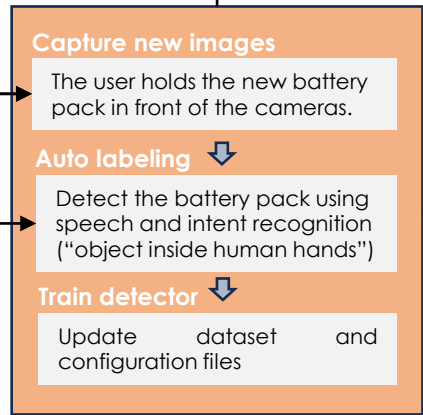 Capture new images
The user holds the new battery
pack in front of the cameras.
Auto labeling
Detect the battery pack using
speech and intent recognition
(“object inside human hands”)
Train detector
Update dataset and
configuration files